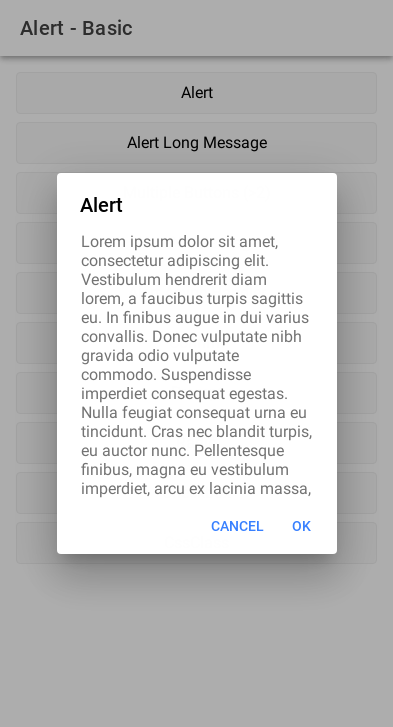 Alert - Basic
Alert
Alert Long Message
Alert
Lorem ipsum dolor sit amet,
consectetur adipiscing elit.
Vestibulum hendrerit diam
lorem, a faucibus turpis sagittis
eu. In finibus augue in dui varius
convallis. Donec vulputate nibh
gravida odio vulputate
commodo. Suspendisse
imperdiet consequat egestas.
Nulla feugiat consequat urna eu
tincidunt. Cras nec blandit turpis,
eu auctor nunc. Pellentesque
finibus, magna eu vestibulum
imperdiet, arcu ex lacinia massa,
CANCEL OK